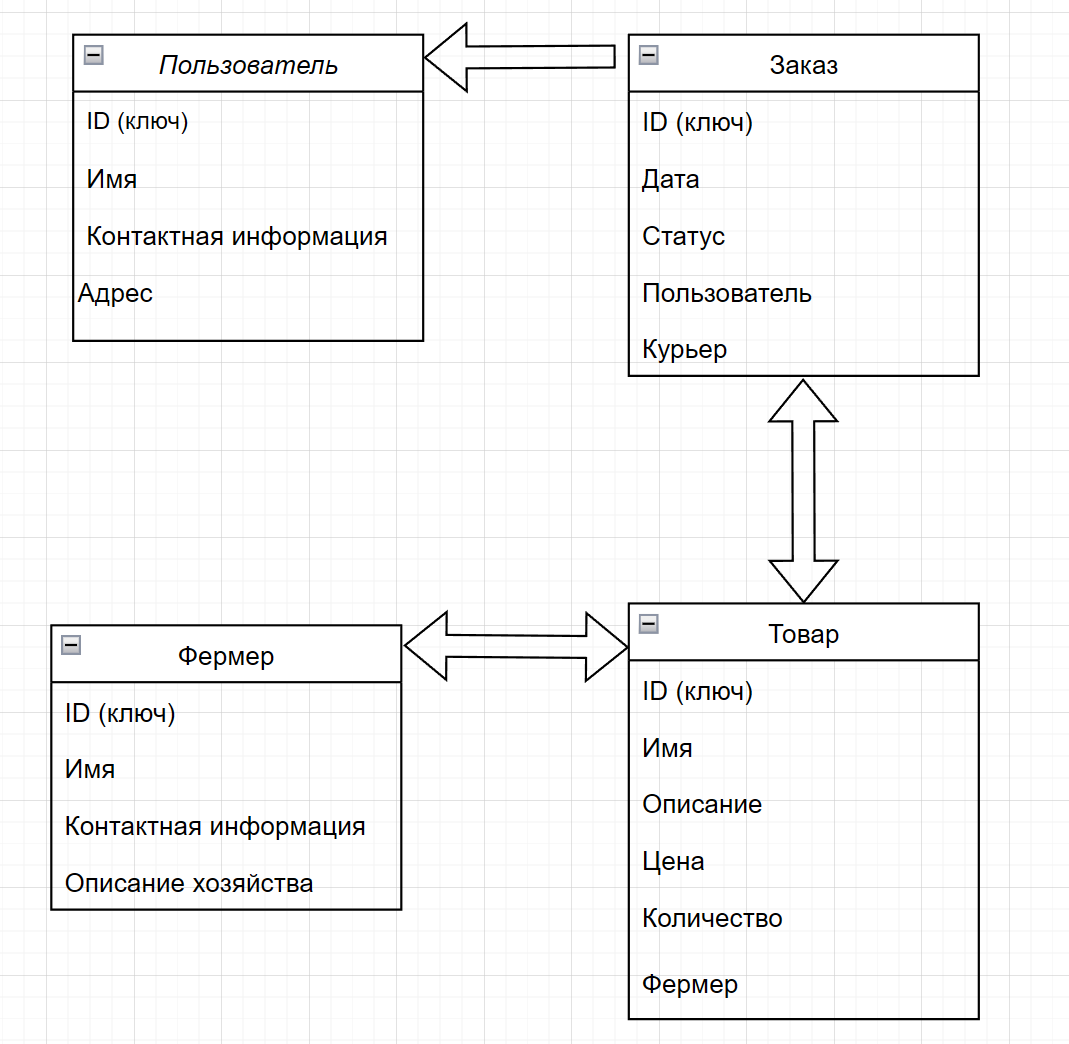 Пользователь
ID (ключ)
Имя
Контактная информация
Адрес
Заказ
ID (ключ)
Дата
Статус
Пользователь
Курьер
Фермер
ID (ключ)
Имя
Контактная информация
Описание хозяйства
Товар
ID (ключ)
Имя
Описание
Цена
Количество
Фермер